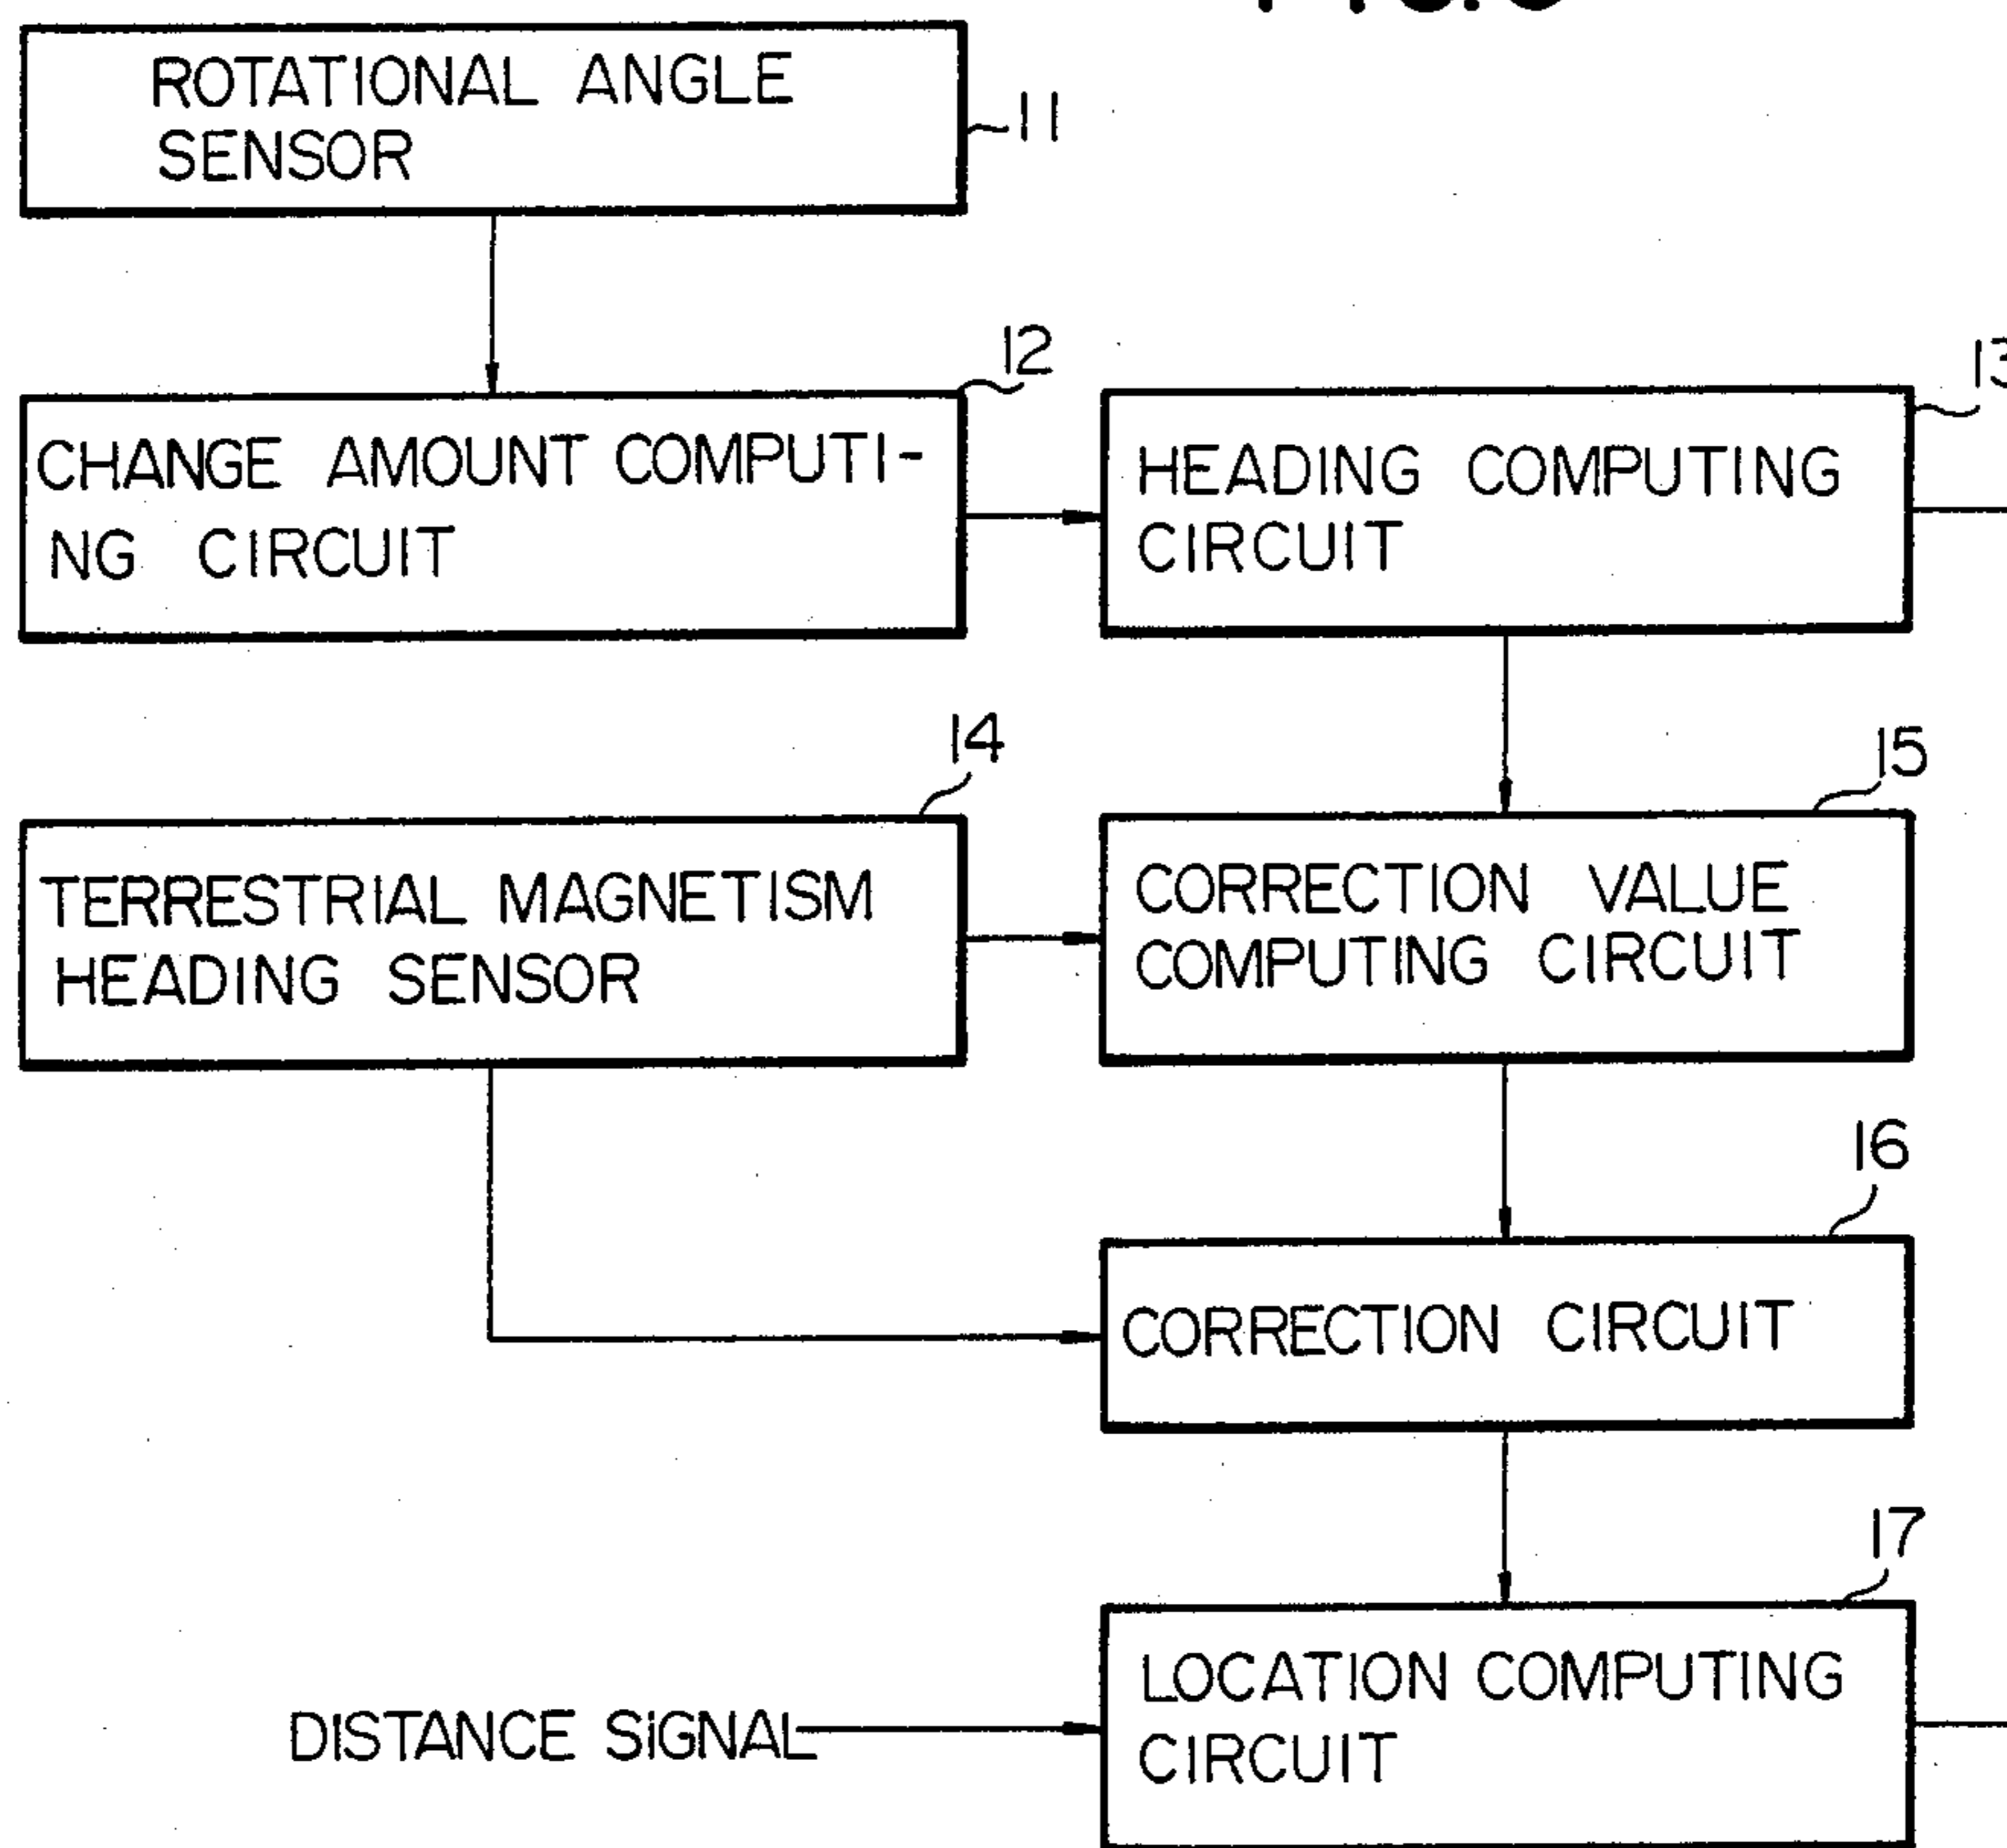 ROTATIONAL ANGLE
SENSOR
11
12
13
CHANGE AMOUNT COMPUTI-
NG CIRCUIT
HEADING COMPUTING
CIRCUIT
14
15
TERRESTRIAL MAGNETISM
HEADING SENSOR
CORRECTION VALUE
COMPUTING CIRCUIT
16
CORRECTION CIRCUIT
17
LOCATION COMPUTING
CIRCUIT
DISTANCE SIGNAL